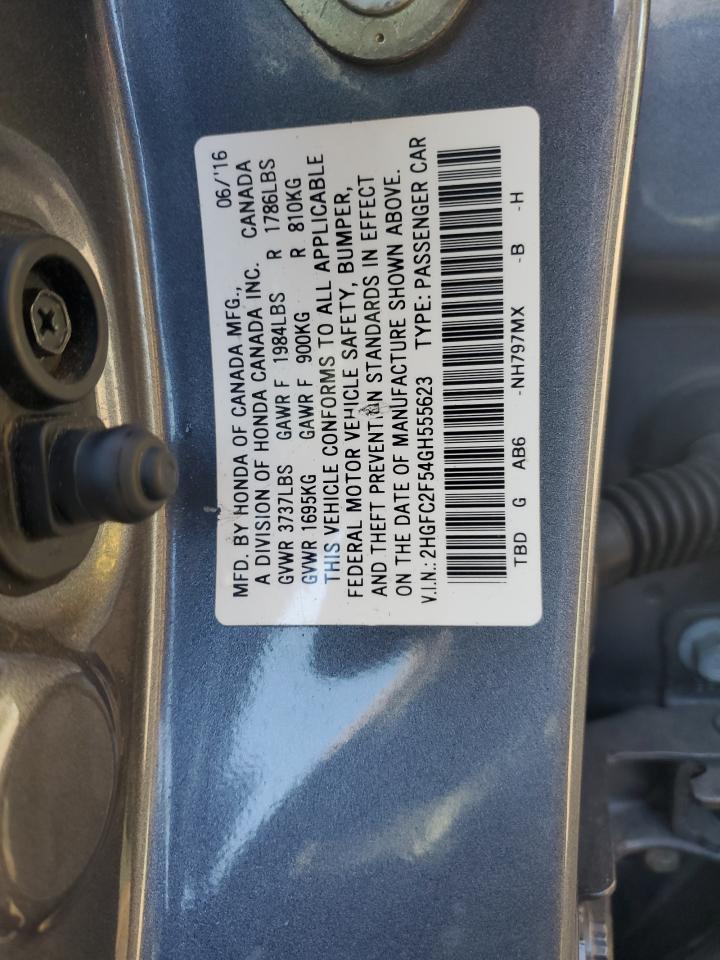 MFD. BY HONDA OF CANADA MFG., 06/'16
A DIVISION OF HONDA CANADA INC. CANADA
GVWR 3737LBS GAWR F 1984LBS R 1786LBS
GVWR 1695KG GAWR F 900KG R 810KG
THIS VEHICLE CONFORMS TO ALL APPLICABLE
FEDERAL MOTOR VEHICLE SAFETY, BUMPER,
AND THEFT PREVENTION STANDARDS IN EFFECT
ON THE DATE OF MANUFACTURE SHOWN ABOVE.
V.I.N.: 2HGFC2F54GH555623 TYPE: PASSENGER CAR
TBD G AB6 -NH797MX -B -H